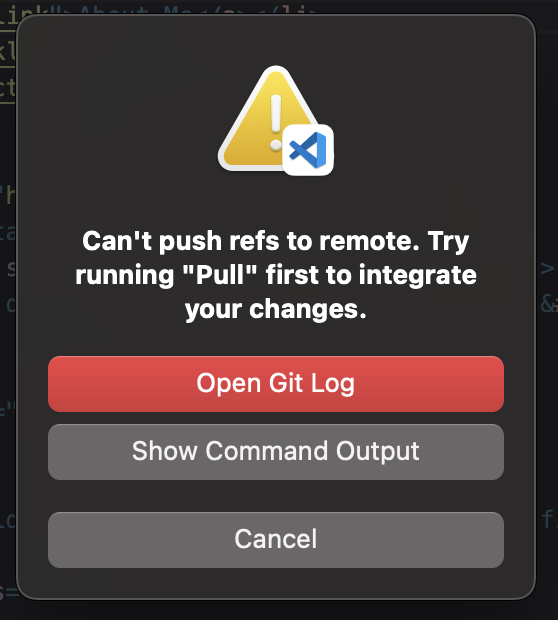 link">About Me</a></li>
Can't push refs to remote. Try
running "Pull" first to integrate
your changes.
Open Git Log
Show Command Output
Cancel